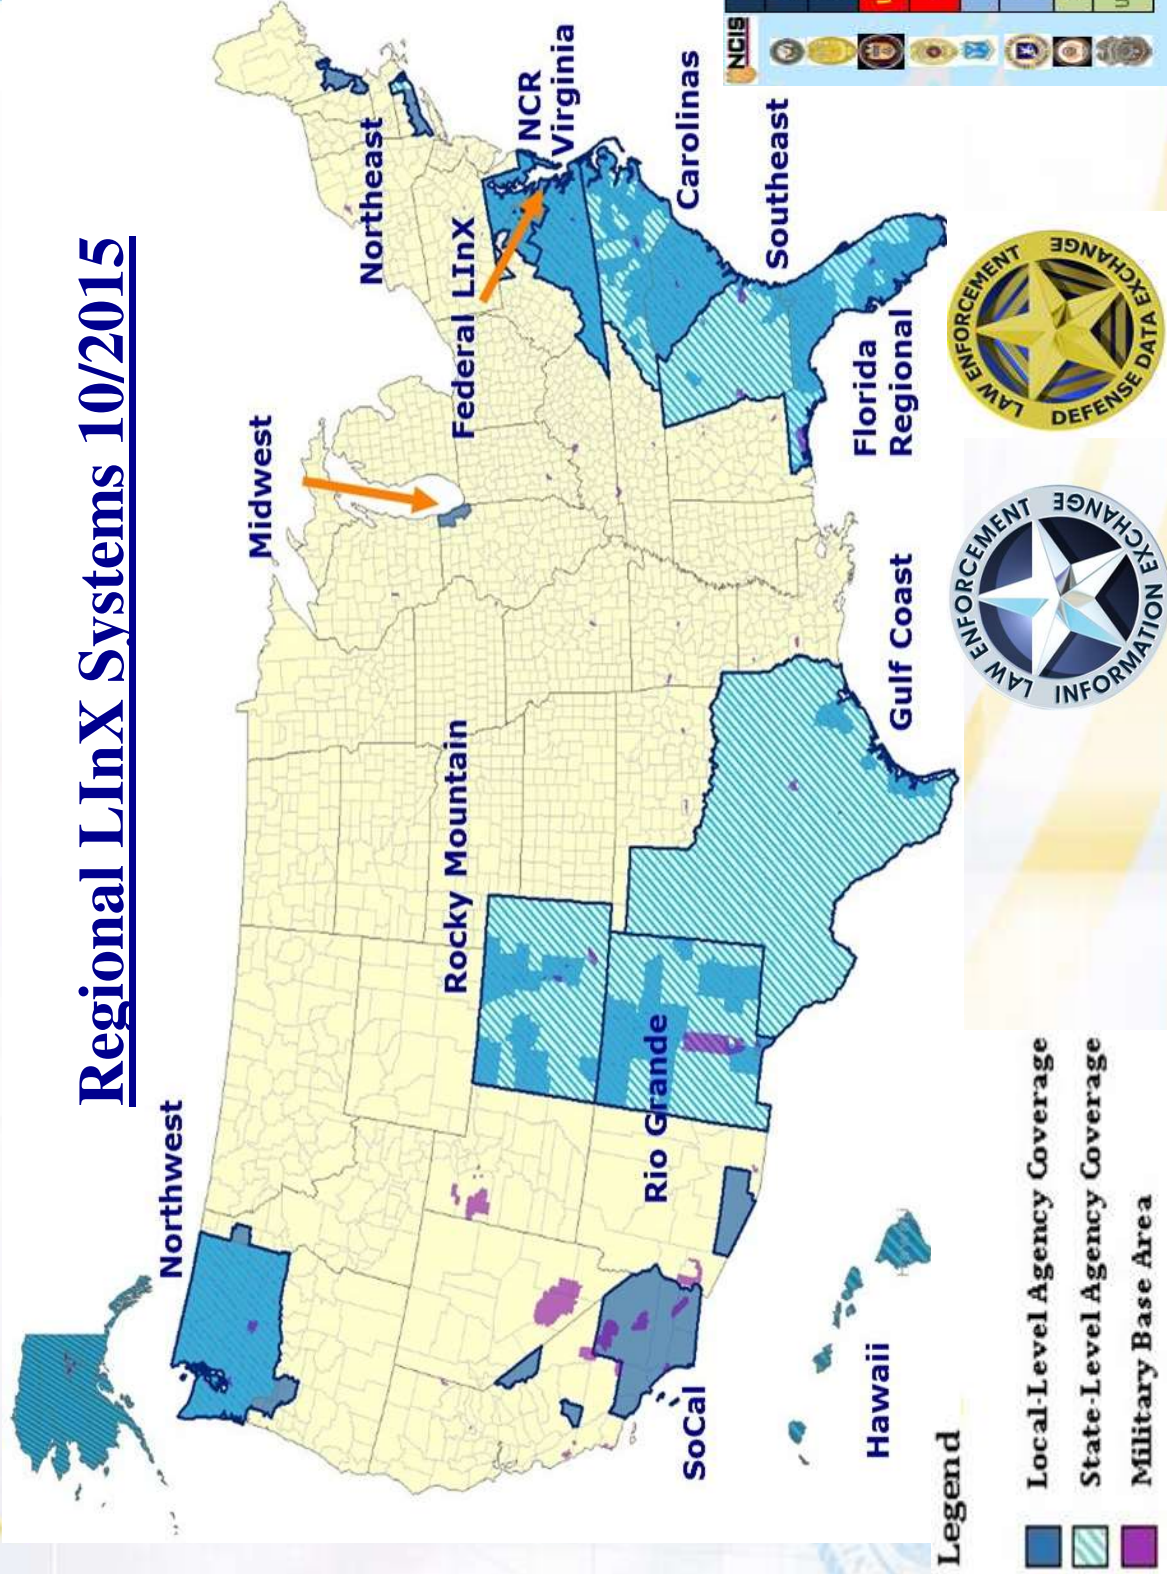 Regional LInX Systems 10/2015
Northwest
Midwest
Northeast
Rocky Mountain
Federal LInX
NCR
Virginia
Carolinas
Southeast
Rio Grande
SoCal
Hawaii
Gulf Coast
Florida
Regional
Legend
Local-Level Agency Coverage
State-Level Agency Coverage
Military Base Area
LAW ENFORCEMENT
INFORMATION EXCHANGE
LAW ENFORCEMENT
DEFENSE DATA EXCHANGE
NCIS